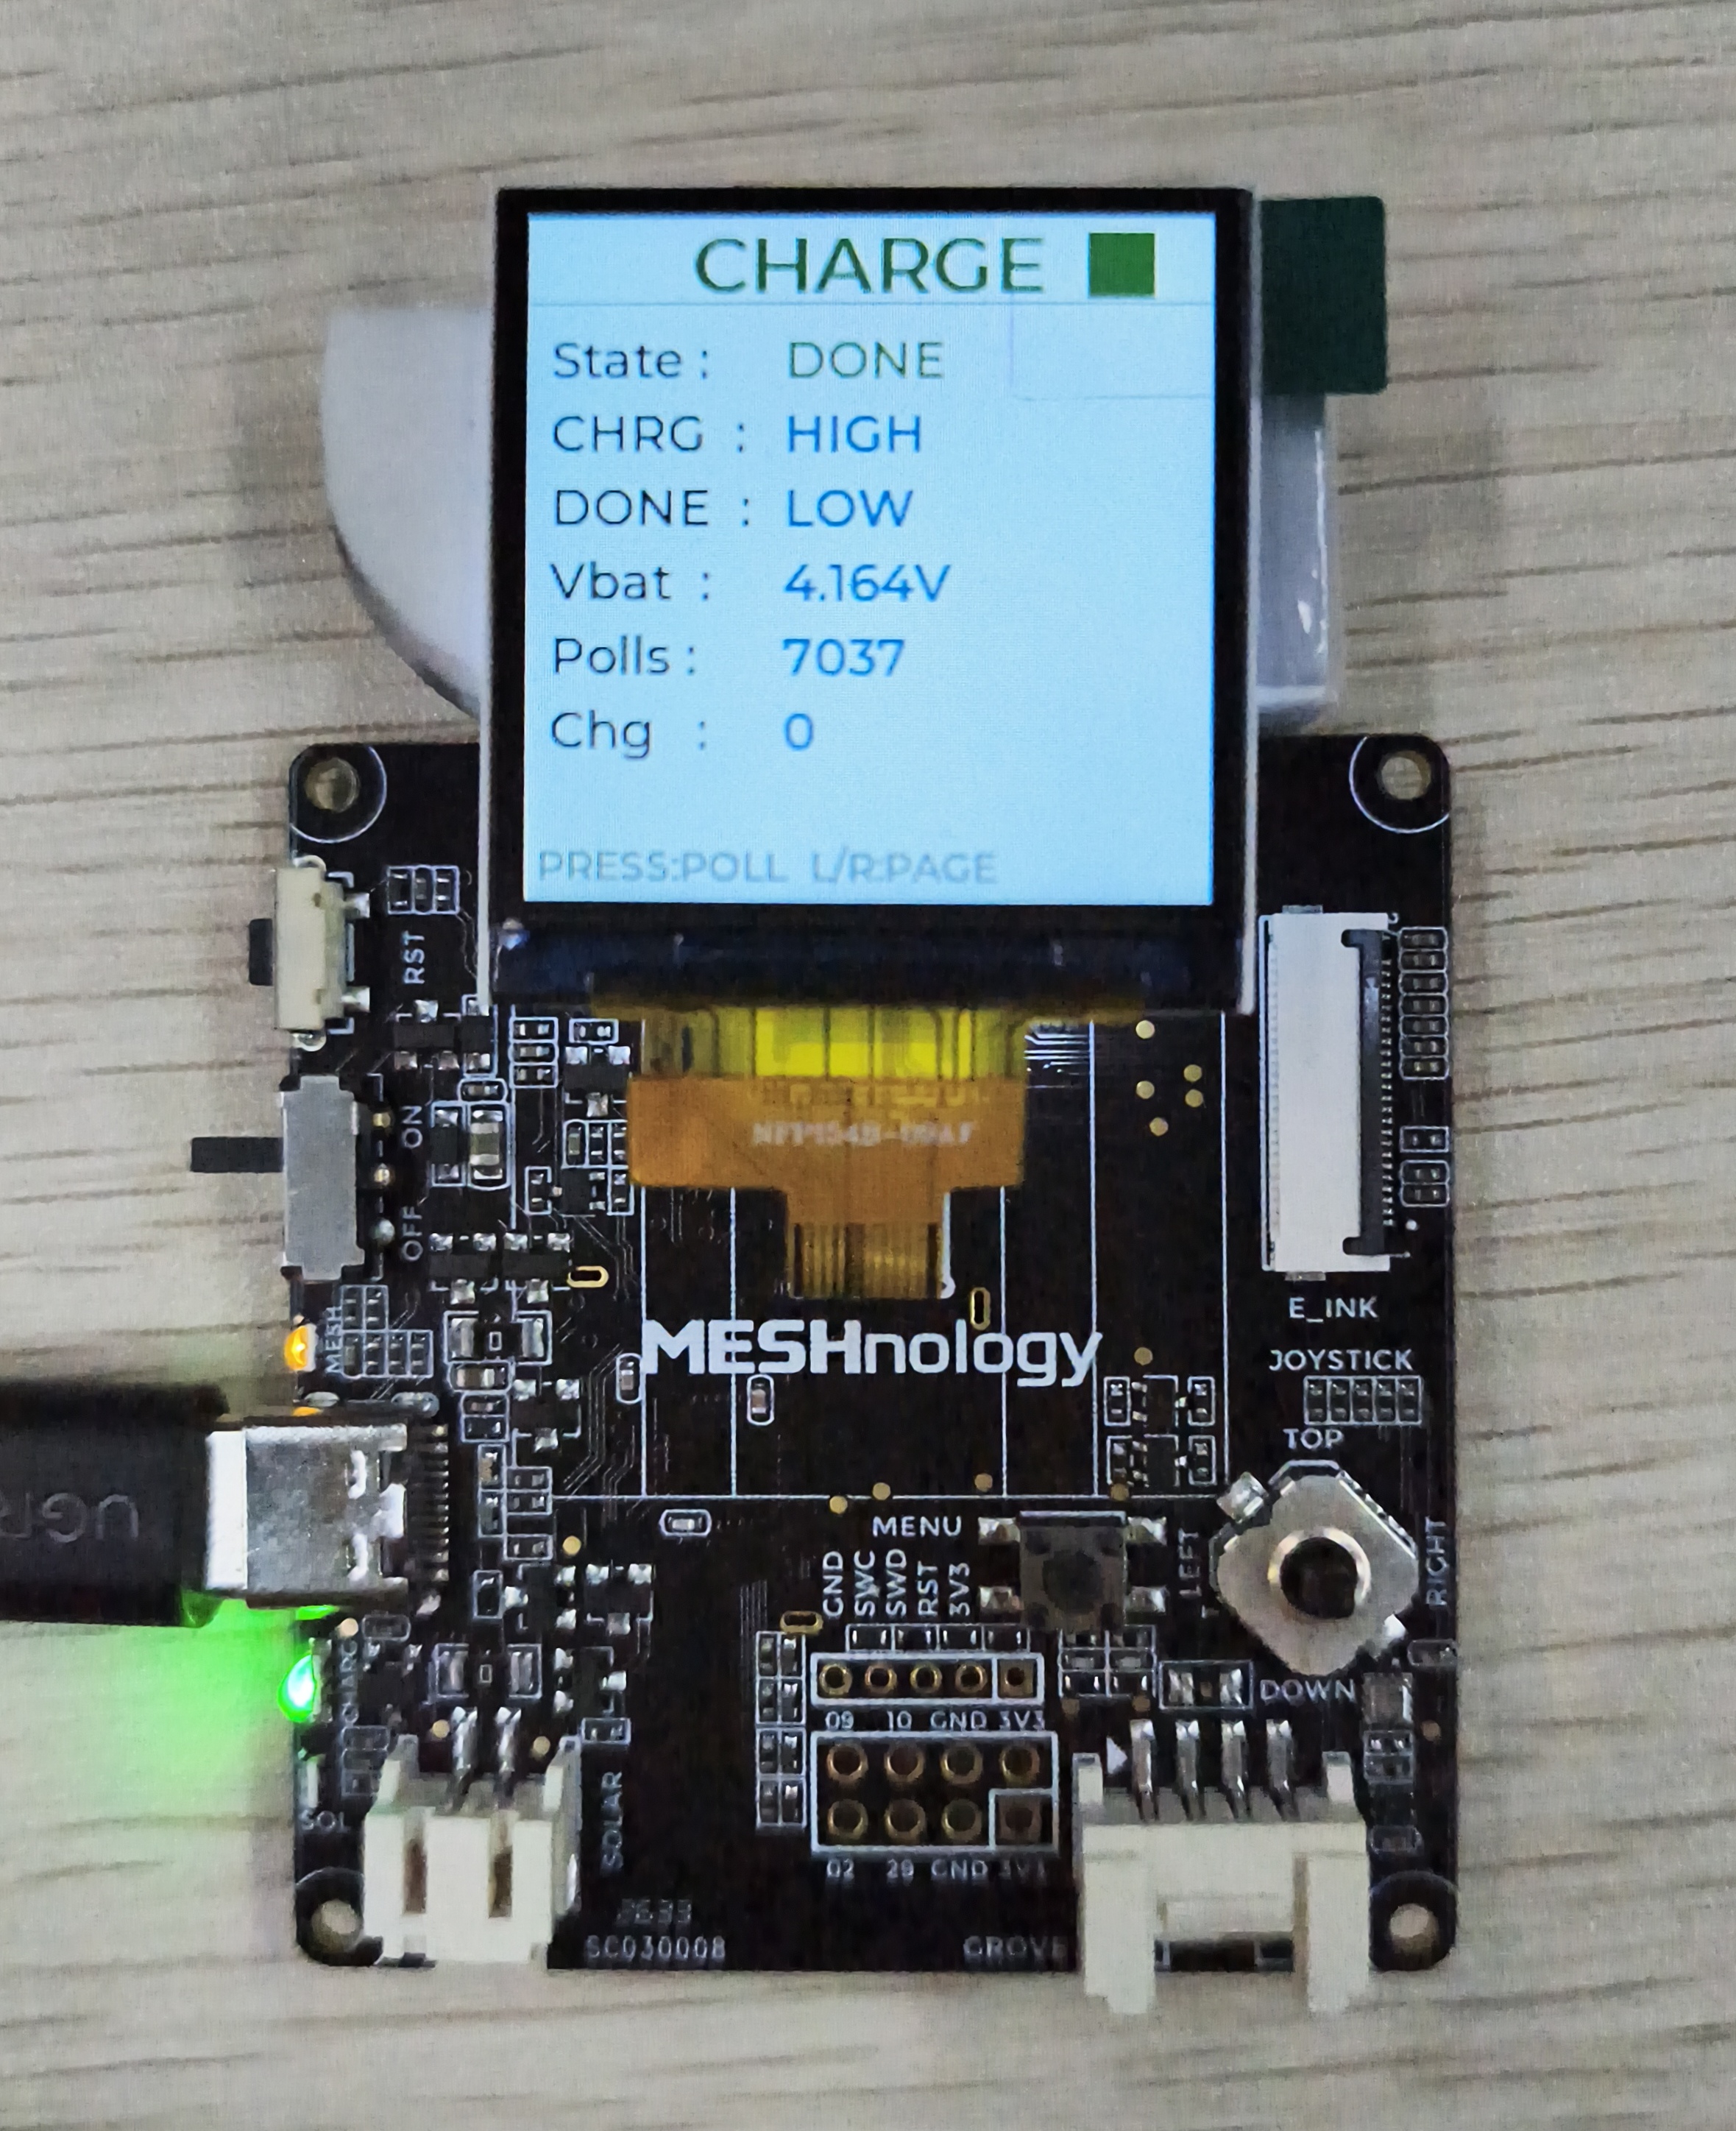 CHARGE
State : DONE
CHRG : HIGH
DONE : LOW
Vbat : 4.164V
Polls : 7037
Chg : 0
PRESS:POLL L/R:PAGE
RST
ON
OFF
MESH
E_INK
JOYSTICK
MESHnology
TOP
UGR
MENU
LEFT
RIGHT
GND
SWC
SWD
RST
3V3
DOWN
09 10 GND 3V3
CHARG
SOLAR
02 29 GND 3V3
SC030008
GROVE